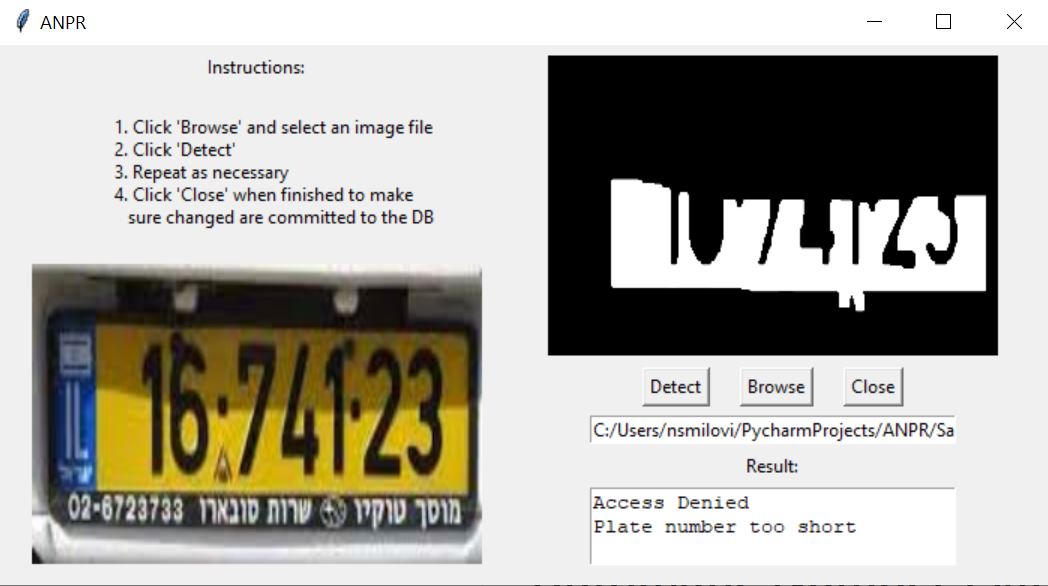 ANPR
Instructions:
1. Click 'Browse' and select an image file
2. Click 'Detect'
3. Repeat as necessary
4. Click 'Close' when finished to make
sure changed are committed to the DB
IL
ישראל
16·741·23
02-6723733 מוסך טוקיו שרות סובארו
Detect Browse Close
C:/Users/nsmilovi/PycharmProjects/ANPR/Sa
Result:
Access Denied
Plate number too short